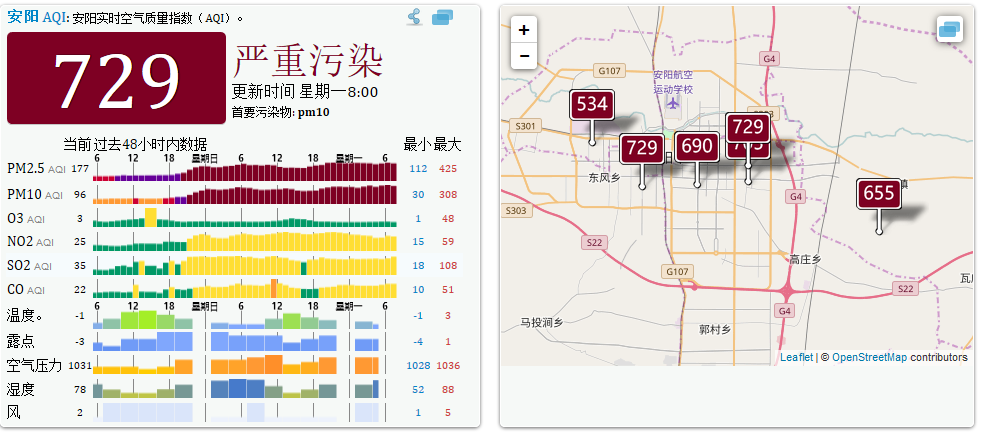 安阳 AQI: 安阳实时空气质量指数（AQI）。
729
严重污染
更新时间 星期一8:00
首要污染物: pm10
当前 过去48小时内数据
最小 最大
6 12 18 星期日 6 12 18 星期一 6
PM2.5 AQI 177 112 425
PM10 AQI 96 30 308
O3 AQI 3 1 48
NO2 AQI 25 15 59
SO2 AQI 35 18 108
CO AQI 22 10 51
6 12 18 星期日 6 12 18 星期一 6
温度。 -1 -1 3
露点 -3 -4 1
空气压力 1031 1028 1036
湿度 78 52 88
风 2 1 5
+
−
G4
G107
安阳航空
运动学校
534
S301
G303
729
729
690
东风乡
镇
655
S303
G4
S22
高庄乡
G107
S22
瓦
G4
马投涧乡
郭村乡
Leaflet | © OpenStreetMap contributors